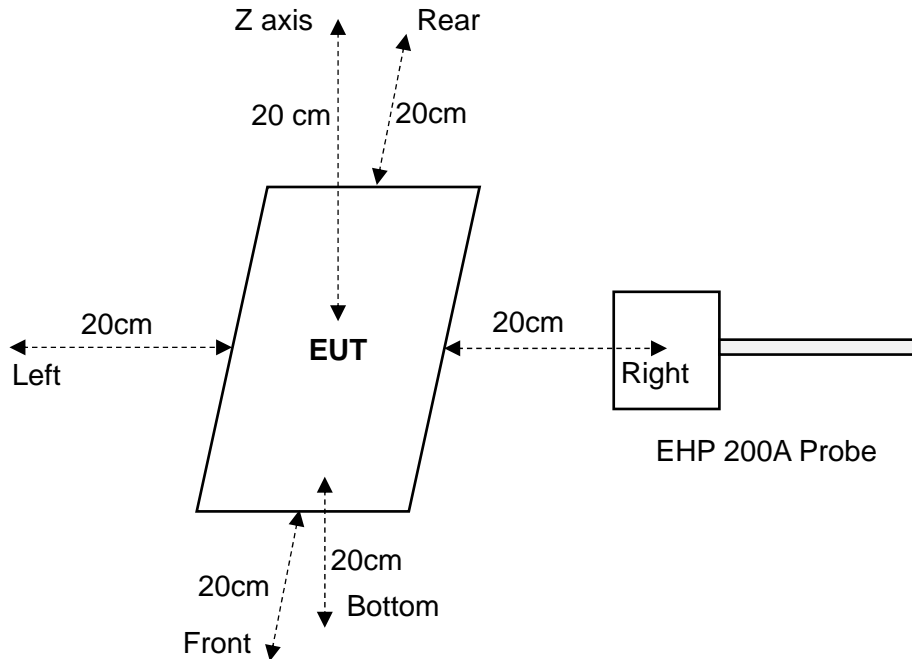 Z axis
Rear
20 cm
20cm
20cm
20cm
EUT
Left
Right
EHP 200A Probe
20cm
20cm
Bottom
Front